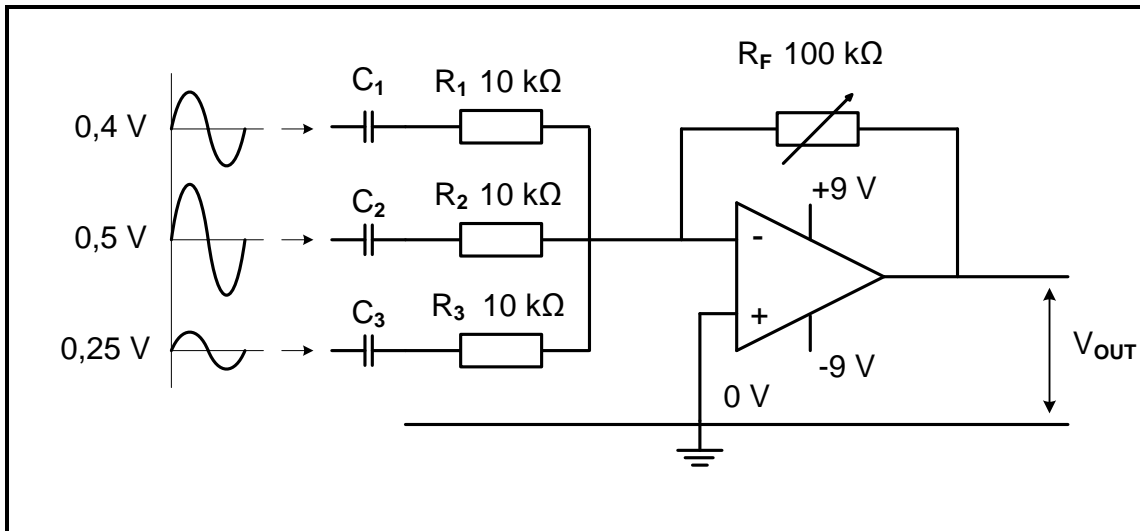 R_F 100 kΩ
C₁ R₁ 10 kΩ
0,4 V
+9 V
C₂ R₂ 10 kΩ
0,5 V
-
C₃ R₃ 10 kΩ
+
0,25 V
-9 V
V_OUT
0 V